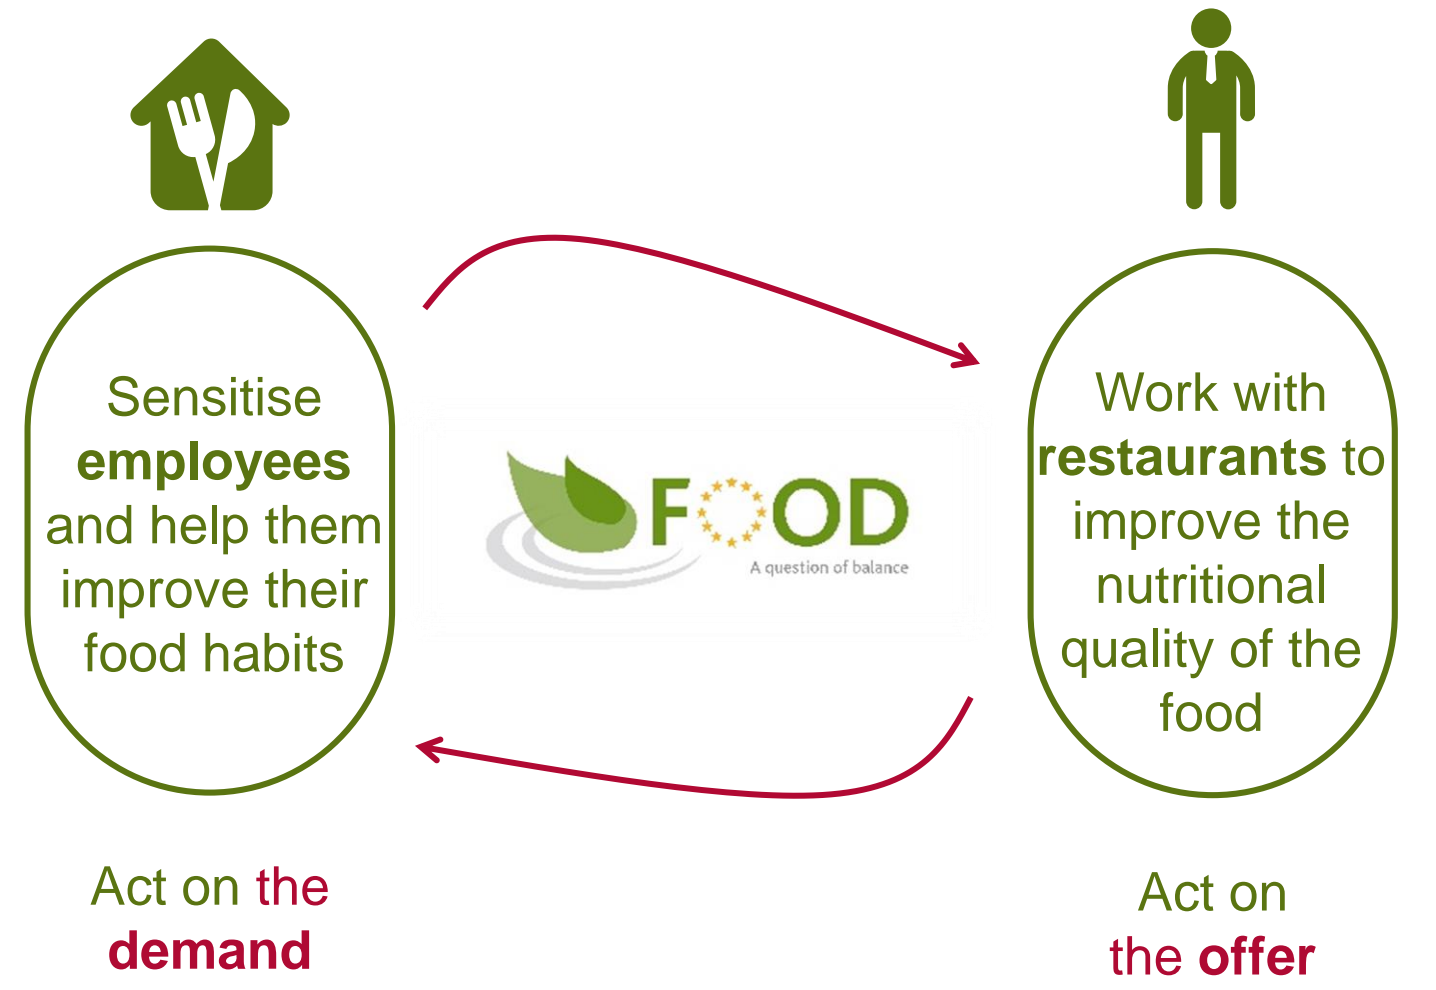 Sensitise
employees
and help them
improve their
food habits
Act on the
demand
FOOD
A question of balance
Work with
restaurants to
improve the
nutritional
quality of the
food
Act on
the offer